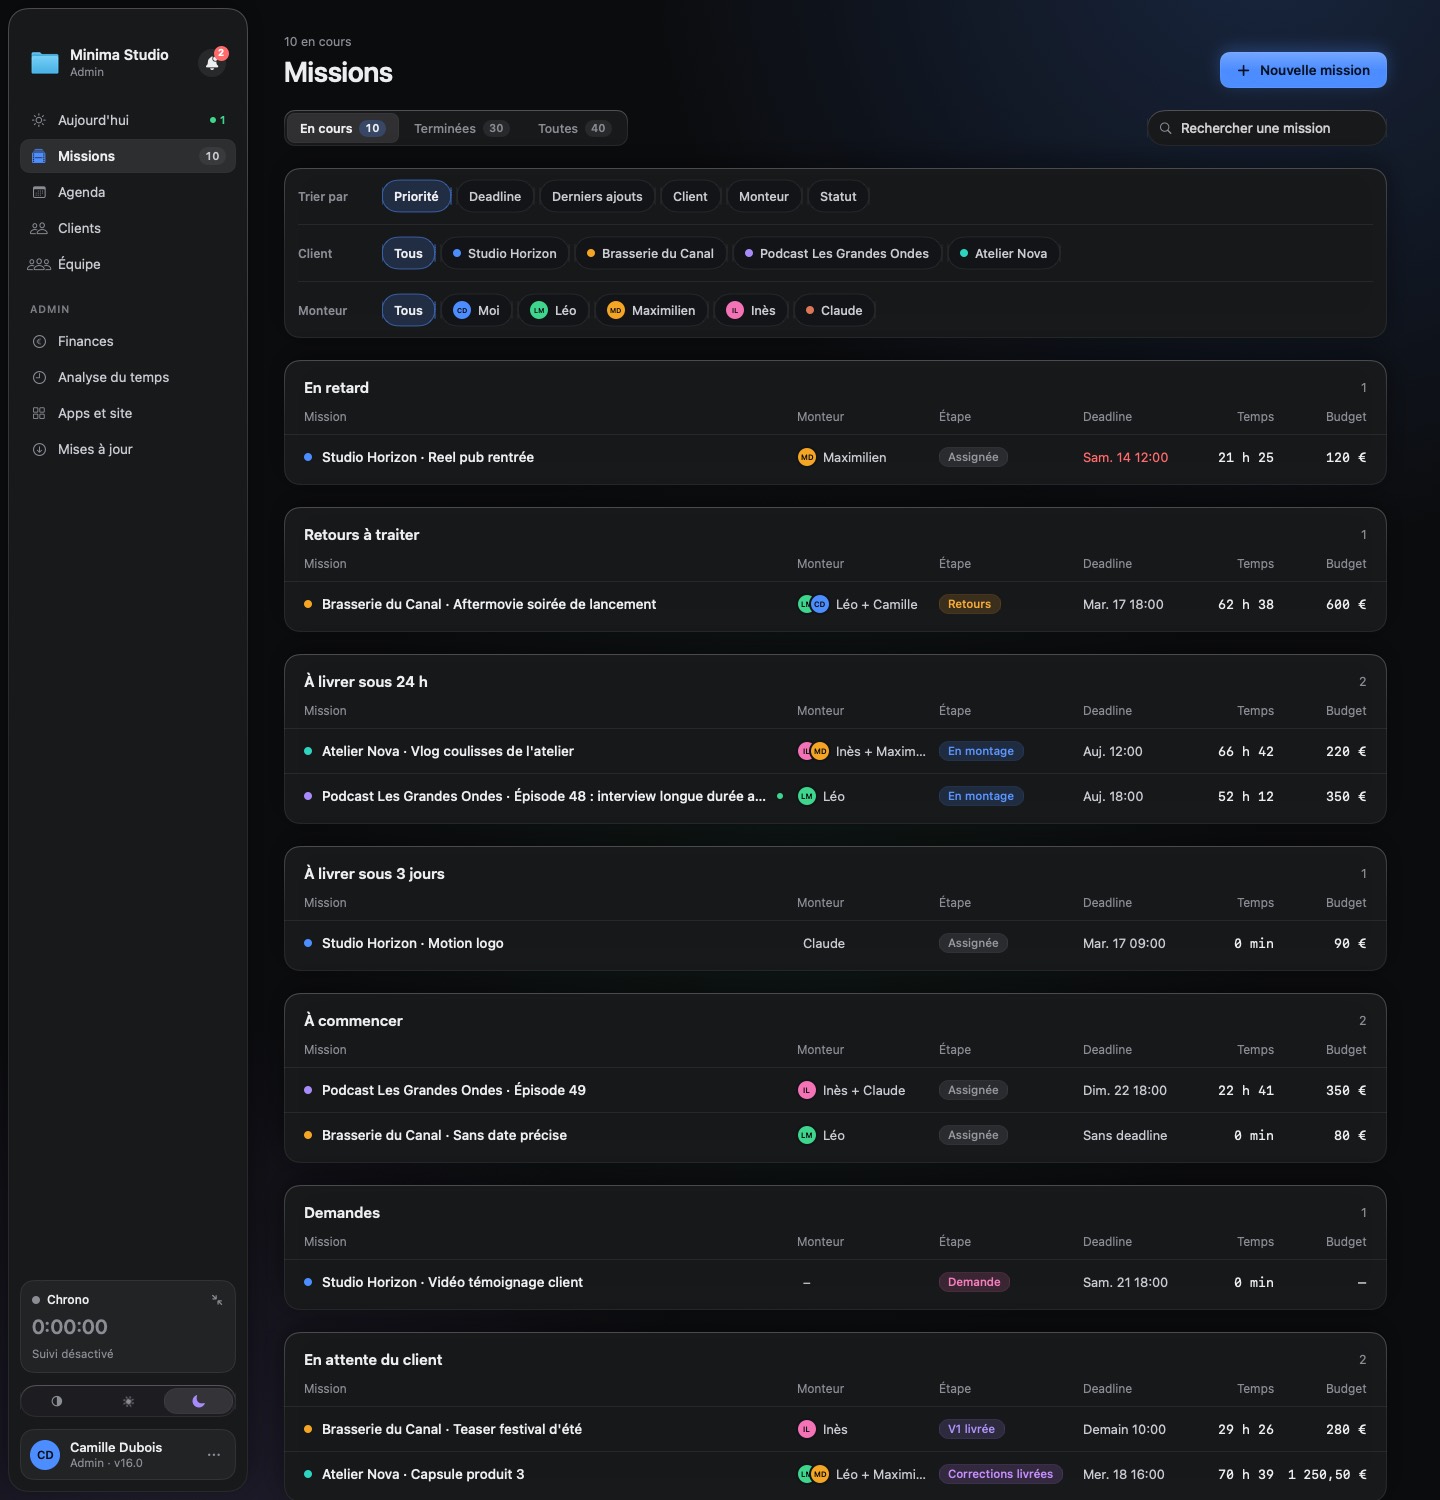 Minima Studio
2
Admin
Aujourd'hui 1
Missions 10
Agenda
Clients
Équipe
ADMIN
Finances
Analyse du temps
Apps et site
Mises à jour
Chrono
0:00:00
Suivi désactivé
CD Camille Dubois
Admin · v16.0
10 en cours
Missions
+ Nouvelle mission
En cours 10 Terminées 30 Toutes 40
Rechercher une mission
Trier par Priorité Deadline Derniers ajouts Client Monteur Statut
Client Tous Studio Horizon Brasserie du Canal Podcast Les Grandes Ondes Atelier Nova
Monteur Tous CD Moi LM Léo MD Maximilien IL Inès Claude
En retard 1
Mission Monteur Étape Deadline Temps Budget
Studio Horizon · Reel pub rentrée MD Maximilien Assignée Sam. 14 12:00 21 h 25 120 €
Retours à traiter 1
Mission Monteur Étape Deadline Temps Budget
Brasserie du Canal · Aftermovie soirée de lancement LM CD Léo + Camille Retours Mar. 17 18:00 62 h 38 600 €
À livrer sous 24 h 2
Mission Monteur Étape Deadline Temps Budget
Atelier Nova · Vlog coulisses de l'atelier IL MD Inès + Maxim... En montage Auj. 12:00 66 h 42 220 €
Podcast Les Grandes Ondes · Épisode 48 : interview longue durée a... LM Léo En montage Auj. 18:00 52 h 12 350 €
À livrer sous 3 jours 1
Mission Monteur Étape Deadline Temps Budget
Studio Horizon · Motion logo Claude Assignée Mar. 17 09:00 0 min 90 €
À commencer 2
Mission Monteur Étape Deadline Temps Budget
Podcast Les Grandes Ondes · Épisode 49 IL Inès + Claude Assignée Dim. 22 18:00 22 h 41 350 €
Brasserie du Canal · Sans date précise LM Léo Assignée Sans deadline 0 min 80 €
Demandes 1
Mission Monteur Étape Deadline Temps Budget
Studio Horizon · Vidéo témoignage client – Demande Sam. 21 18:00 0 min –
En attente du client 2
Mission Monteur Étape Deadline Temps Budget
Brasserie du Canal · Teaser festival d'été IL Inès V1 livrée Demain 10:00 29 h 26 280 €
Atelier Nova · Capsule produit 3 LM MD Léo + Maximi... Corrections livrées Mer. 18 16:00 70 h 39 1 250,50 €